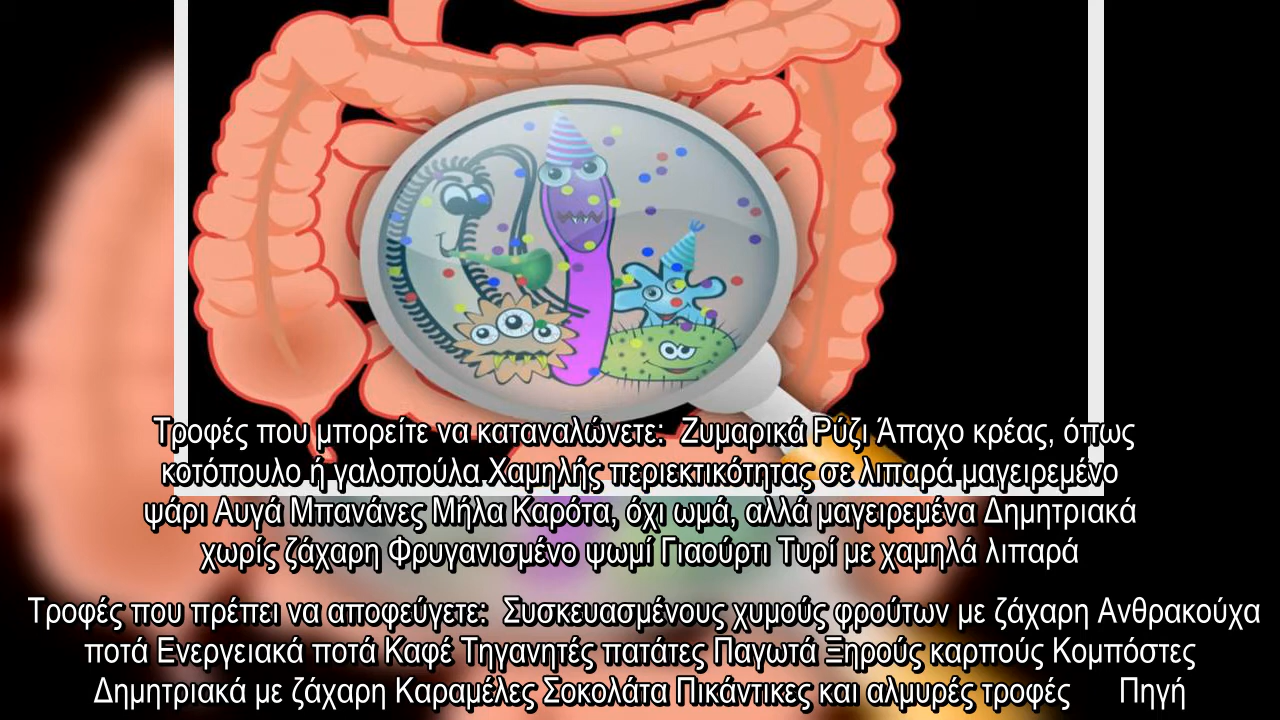 Τροφές που μπορείτε να καταναλώνετε:  Ζυμαρικά Ρύζι Άπαχο κρέας, όπως
κοτόπουλο ή γαλοπούλα Χαμηλής περιεκτικότητας σε λιπαρά μαγειρεμένο
ψάρι Αυγά Μπανάνες Μήλα Καρότα, όχι ωμά, αλλά μαγειρεμένα Δημητριακά
χωρίς ζάχαρη Φρυγανισμένο ψωμί Γιαούρτι Τυρί με χαμηλά λιπαρά
Τροφές που πρέπει να αποφεύγετε:  Συσκευασμένους χυμούς φρούτων με ζάχαρη Ανθρακούχα
ποτά Ενεργειακά ποτά Καφέ Τηγανητές πατάτες Παγωτά Ξηρούς καρπούς Κομπόστες
Δημητριακά με ζάχαρη Καραμέλες Σοκολάτα Πικάντικες και αλμυρές τροφές      Πηγή